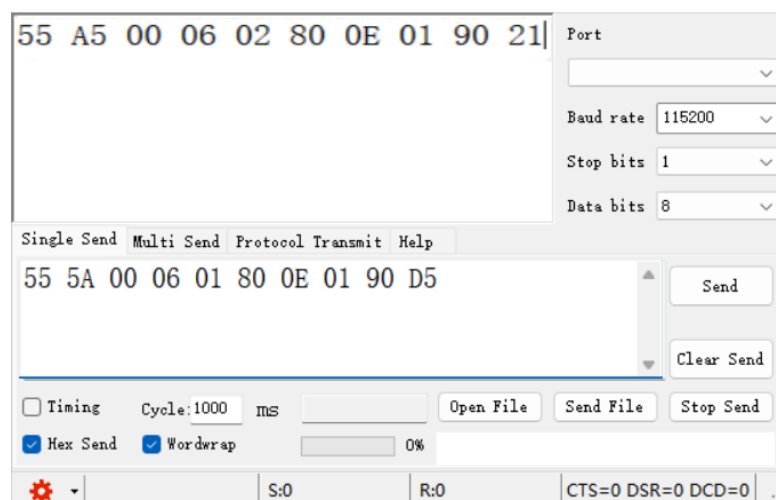 55 A5 00 06 02 80 0E 01 90 21
Port
Baud rate 115200
Stop bits 1
Data bits 8
Single Send Multi Send Protocol Transmit Help
55 5A 00 06 01 80 0E 01 90 D5
Send
Clear Send
Timing Cycle:1000 ms Open File Send File Stop Send
Hex Send Wordwrap 0%
S:0 R:0 CTS=0 DSR=0 DCD=0